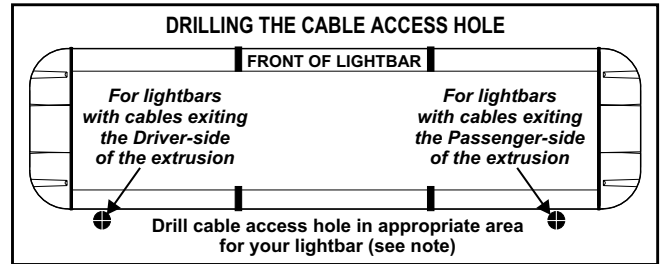 DRILLING THE CABLE ACCESS HOLE
FRONT OF LIGHTBAR
For lightbars
with cables exiting
the Driver-side
of the extrusion
For lightbars
with cables exiting
the Passenger-side
of the extrusion
Drill cable access hole in appropriate area
for your lightbar (see note)